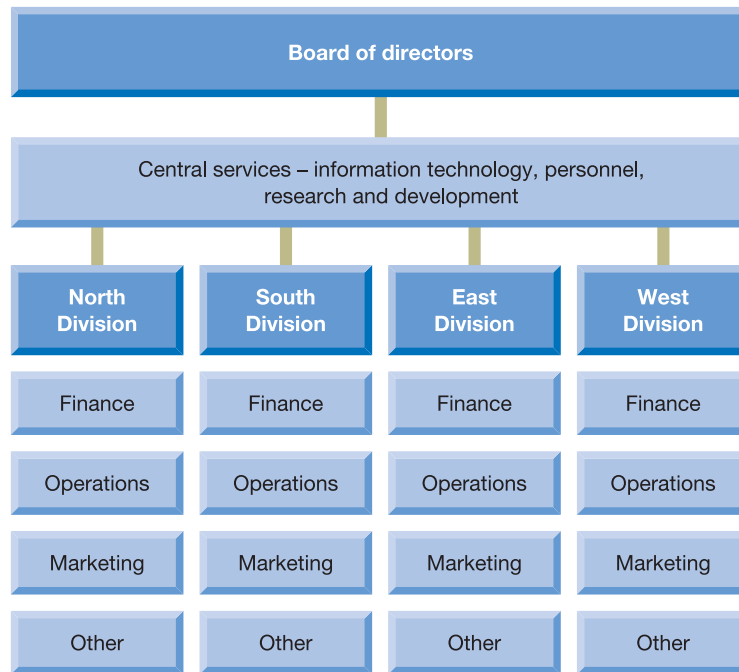 Board of directors
Central services – information technology, personnel,
research and development
North
Division
South
Division
East
Division
West
Division
Finance
Finance
Finance
Finance
Operations
Operations
Operations
Operations
Marketing
Marketing
Marketing
Marketing
Other
Other
Other
Other